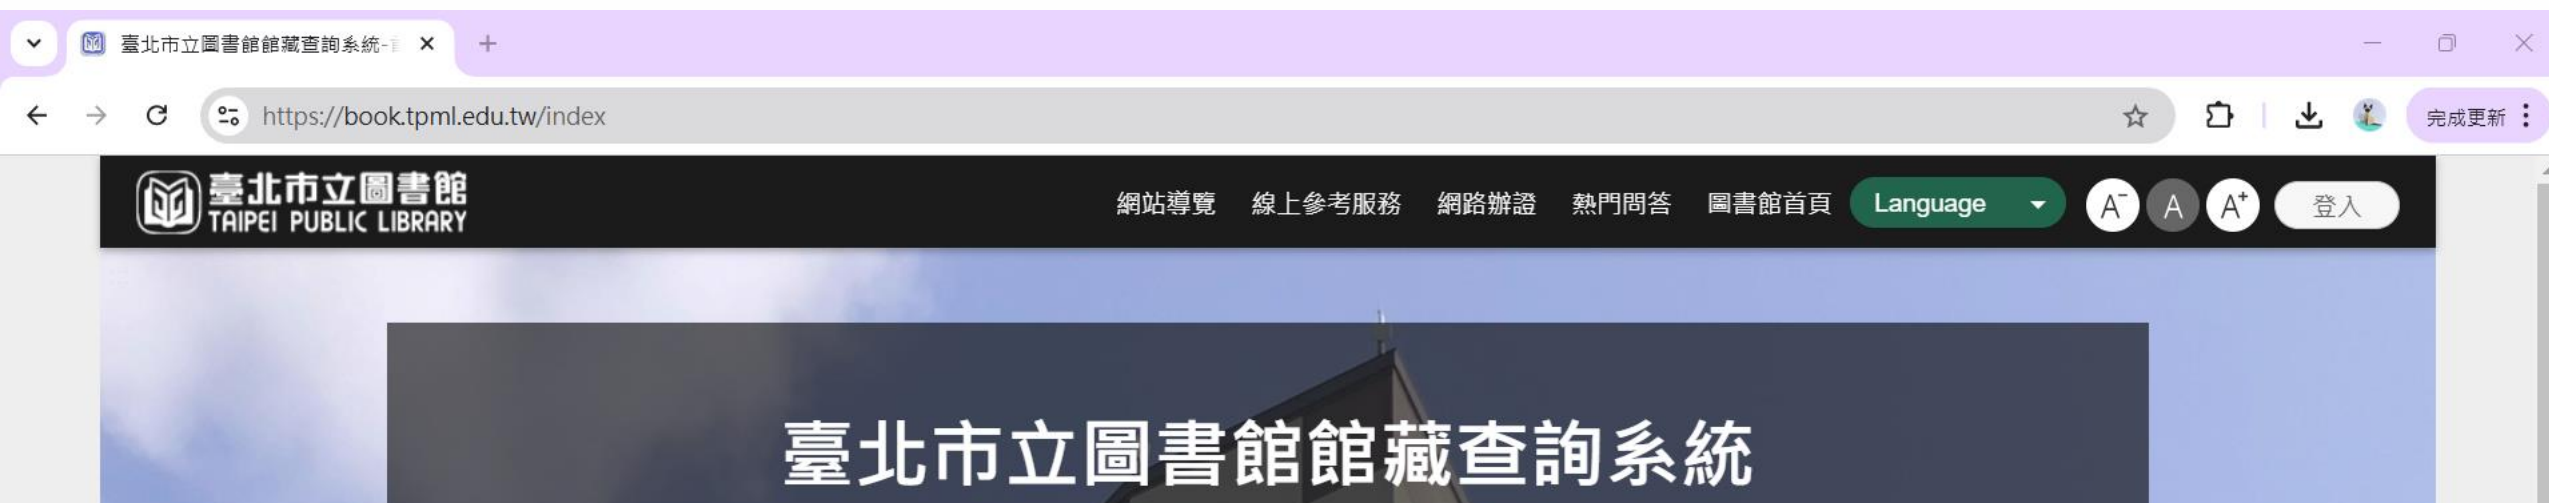 臺北市立圖書館館藏查詢系統-
https://book.tpml.edu.tw/index
完成更新
臺北市立圖書館
TAIPEI PUBLIC LIBRARY
網站導覽 線上參考服務 網路辦證 熱門問答 圖書館首頁 Language A- A A+ 登入
臺北市立圖書館館藏查詢系統